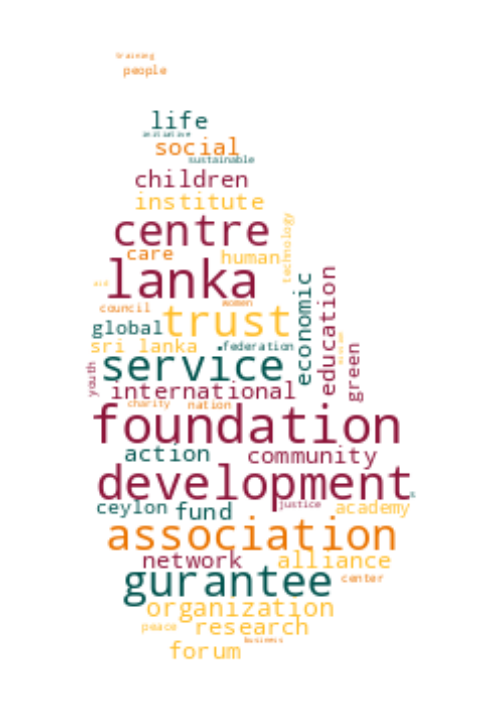 training
people
life
initiative
social
sustainable
children
institute
technology
centre
care
human
lanka
aid
women
council
economic
education
global
trust
sri lanka
federation
green
youth
service
international
charity
nation
foundation
action
community
development
s
ceylon
fund
justice
academy
association
network
alliance
gurantee
center
organization
peace
research
business
forum